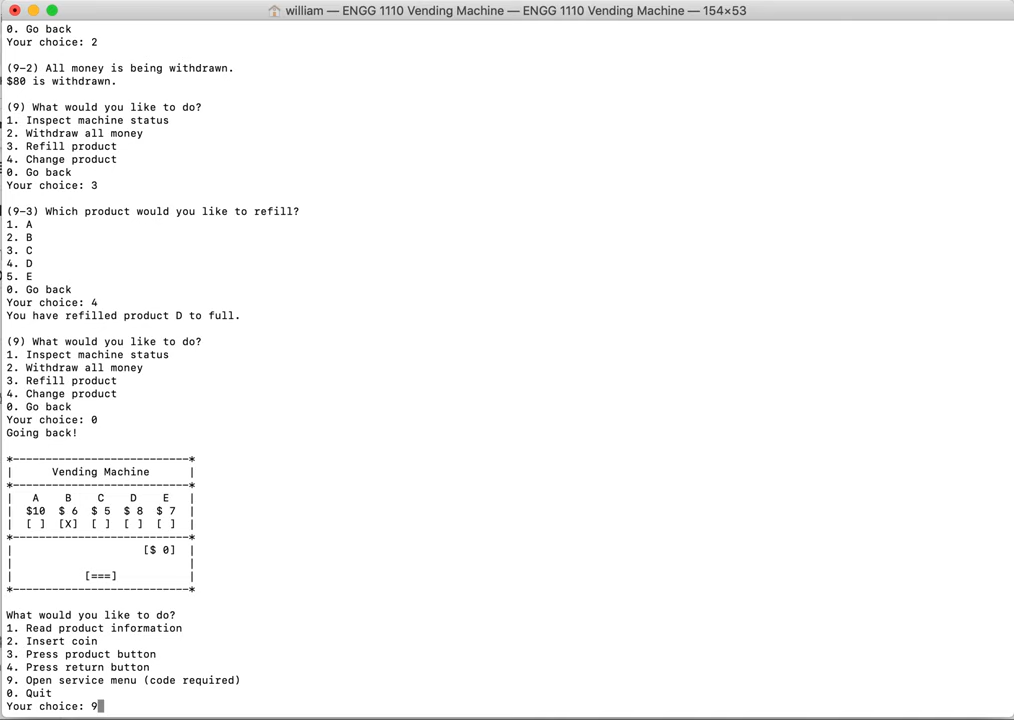 william — ENGG 1110 Vending Machine — ENGG 1110 Vending Machine — 154×53
0. Go back
Your choice: 2
(9-2) All money is being withdrawn.
$80 is withdrawn.
(9) What would you like to do?
1. Inspect machine status
2. Withdraw all money
3. Refill product
4. Change product
0. Go back
Your choice: 3
(9-3) Which product would you like to refill?
1. A
2. B
3. C
4. D
5. E
0. Go back
Your choice: 4
You have refilled product D to full.
(9) What would you like to do?
1. Inspect machine status
2. Withdraw all money
3. Refill product
4. Change product
0. Go back
Your choice: 0
Going back!
*---------------------------*
|      Vending Machine      |
*---------------------------*
|   A    B    C    D    E   |
|  $10  $ 6  $ 5  $ 8  $ 7  |
|  [ ]  [X]  [ ]  [ ]  [ ]  |
*---------------------------*
|                    [$ 0]  |
|                           |
|           [===]           |
*---------------------------*
What would you like to do?
1. Read product information
2. Insert coin
3. Press product button
4. Press return button
9. Open service menu (code required)
0. Quit
Your choice: 9